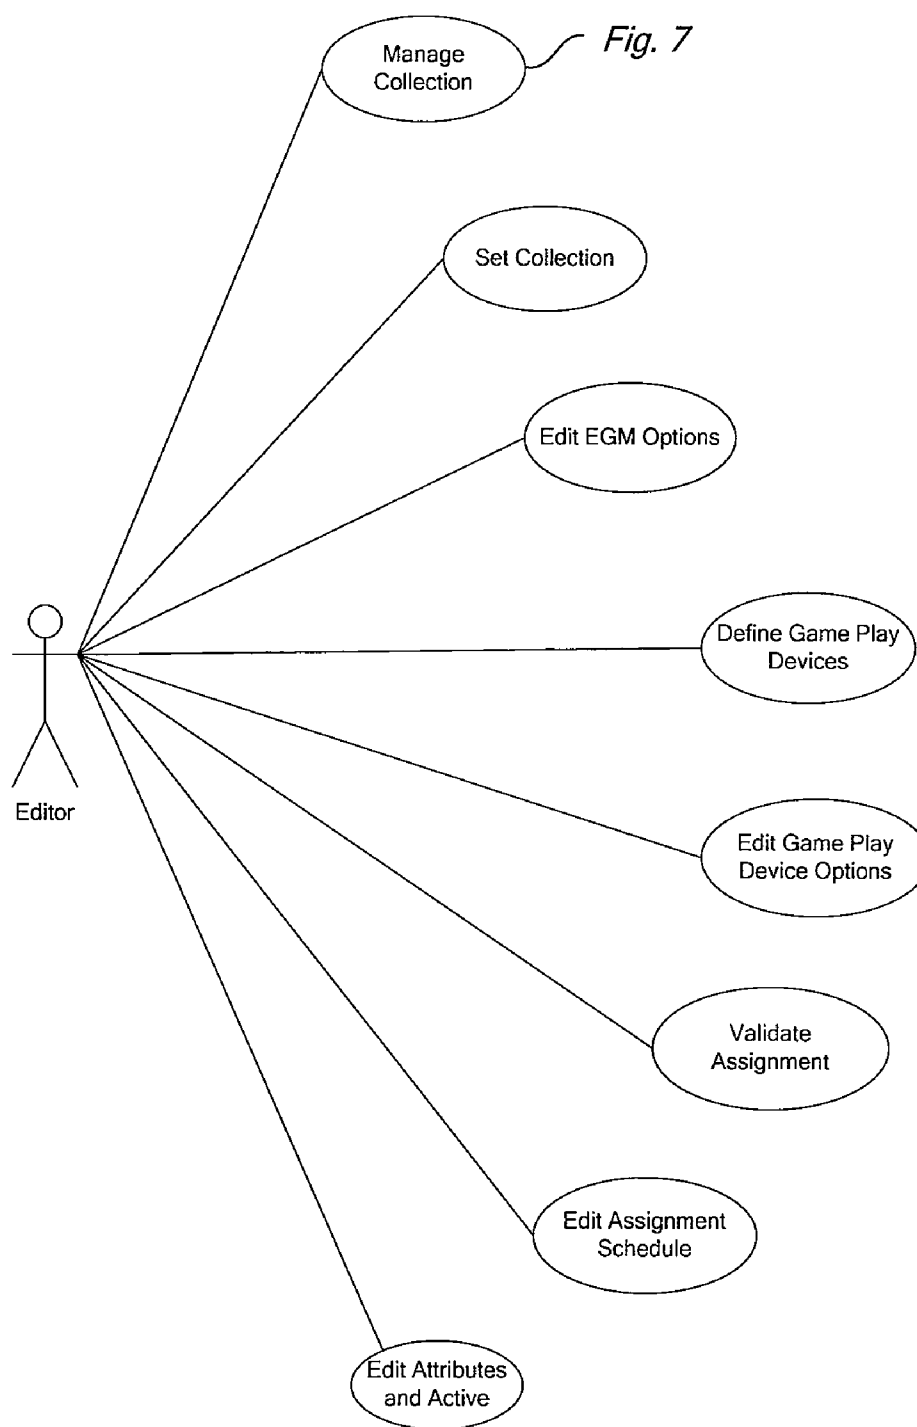 Fig. 7
Manage
Collection
Set Collection
Edit EGM Options
Define Game Play
Devices
Editor
Edit Game Play
Device Options
Validate
Assignment
Edit Assignment
Schedule
Edit Attributes
and Active